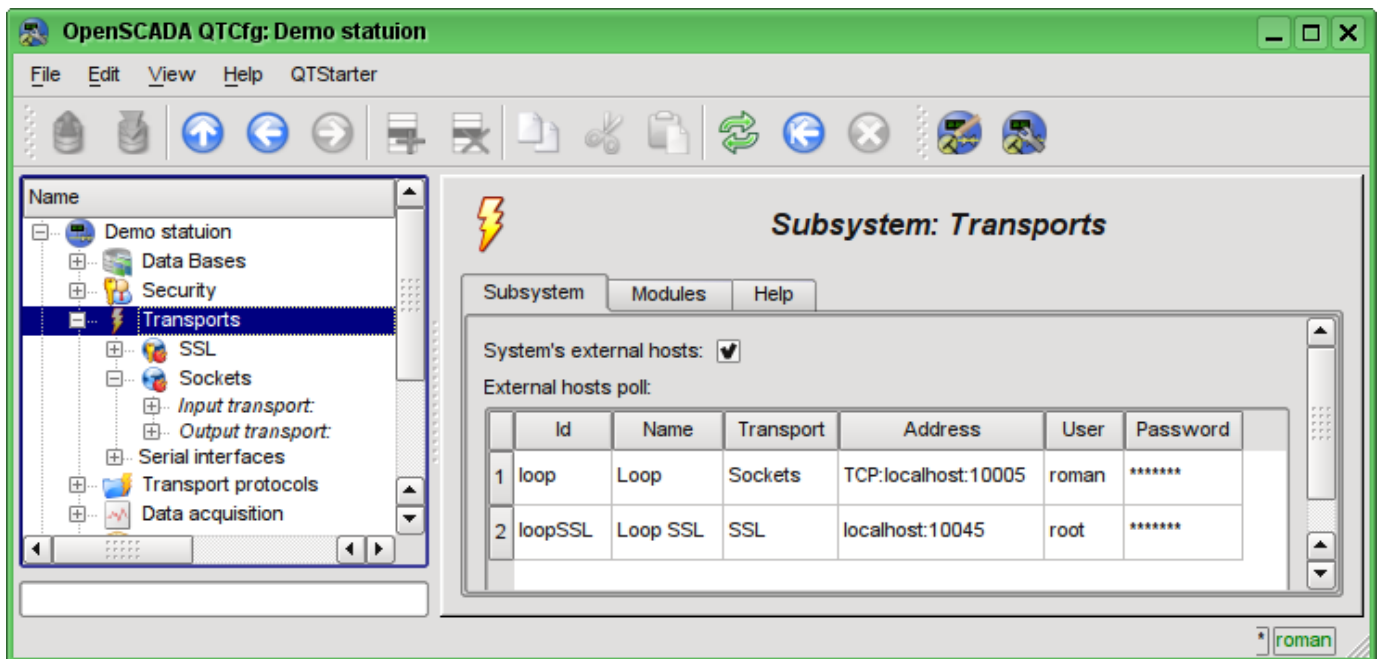 OpenSCADA QTCfg: Demo statuion
File Edit View Help QTStarter
Name
Demo statuion
Data Bases
Security
Transports
SSL
Sockets
Input transport:
Output transport:
Serial interfaces
Transport protocols
Data acquisition
Subsystem: Transports
Subsystem Modules Help
System's external hosts:
External hosts poll:
Id Name Transport Address User Password
1 loop Loop Sockets TCP:localhost:10005 roman *******
2 loopSSL Loop SSL SSL localhost:10045 root *******
* roman